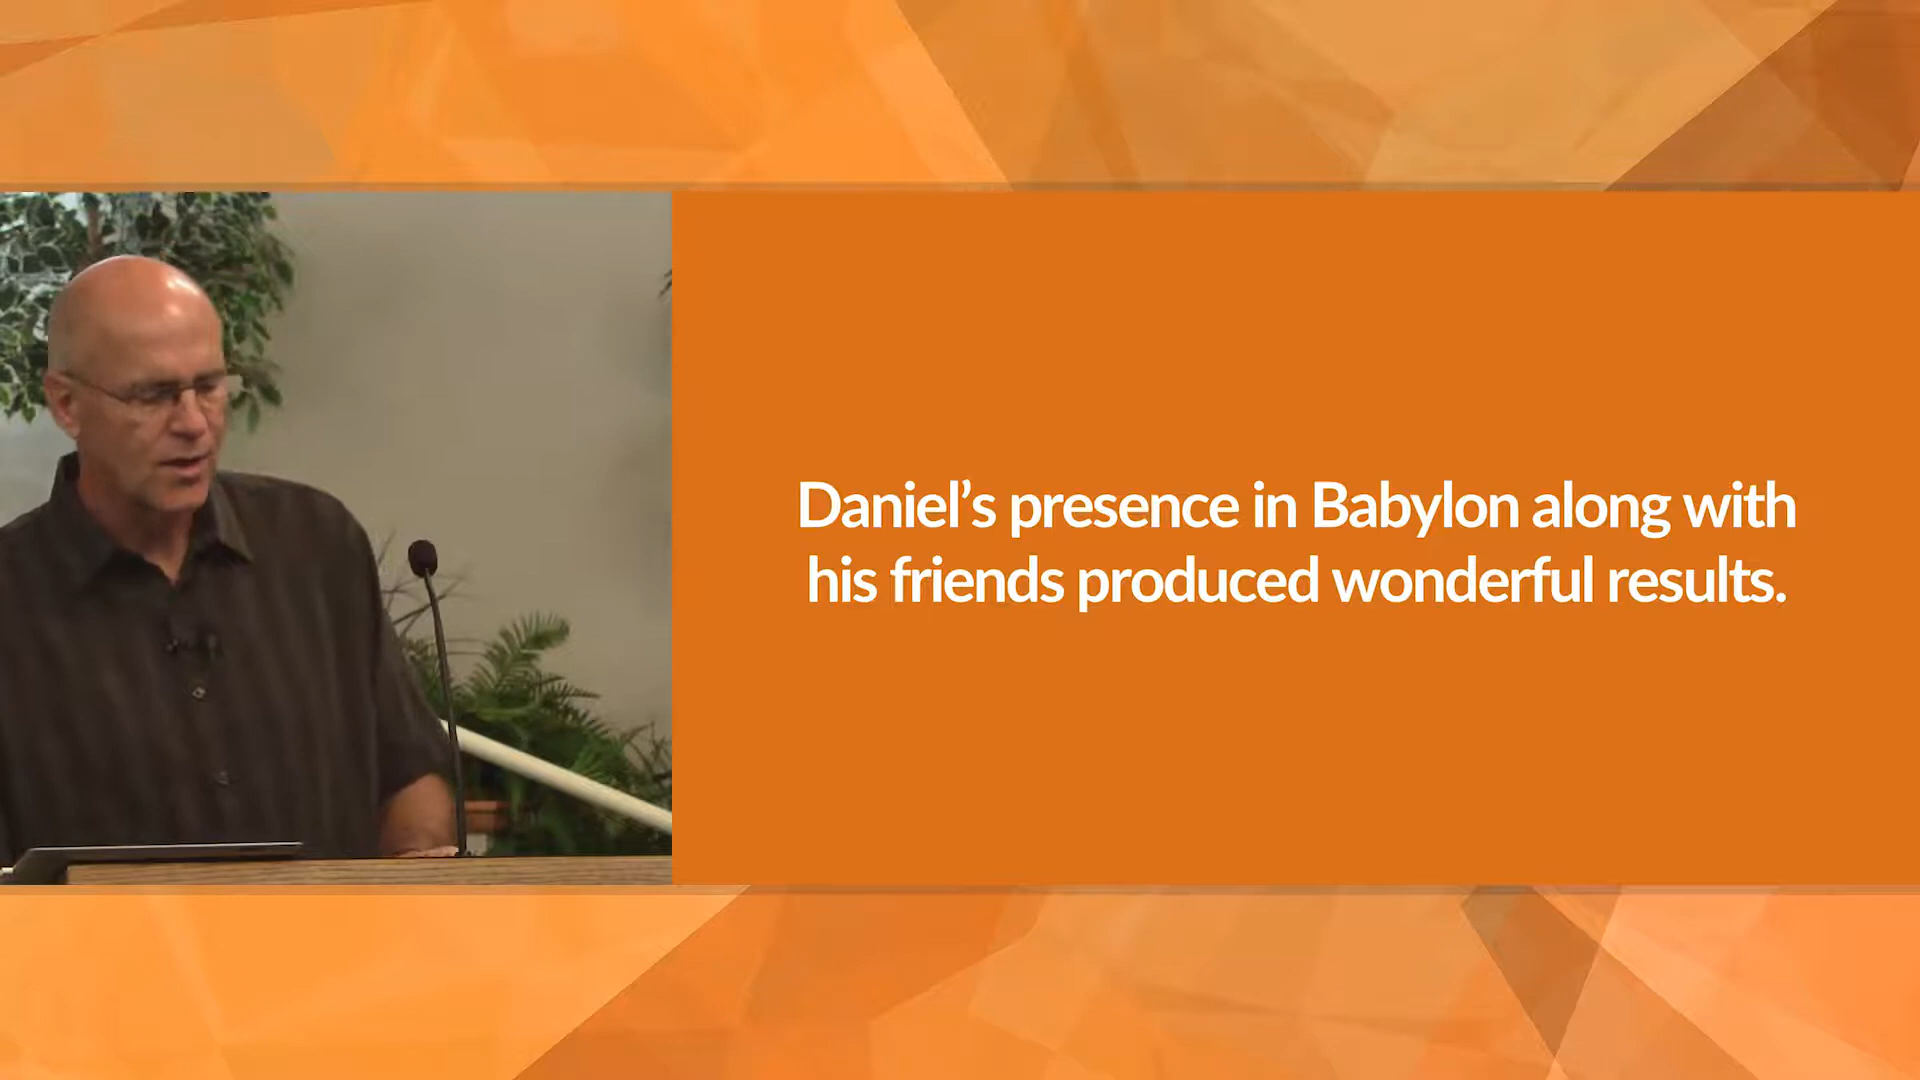 Daniel’s presence in Babylon along with
his friends produced wonderful results.